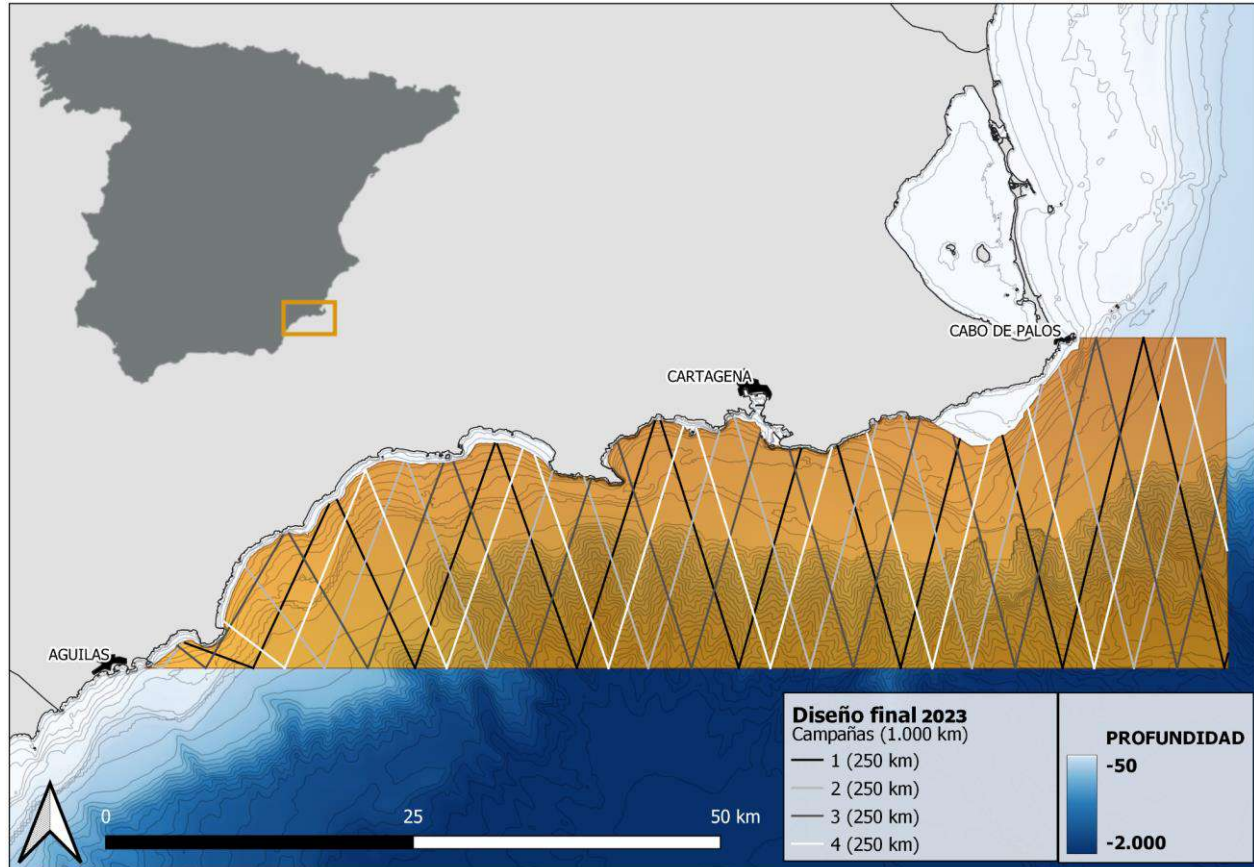 CABO DE PALOS
CARTAGENA
AGUILAS
Diseño final 2023
Campañas (1.000 km)
1 (250 km)
2 (250 km)
3 (250 km)
4 (250 km)
PROFUNDIDAD
-50
-2.000
0 25 50 km